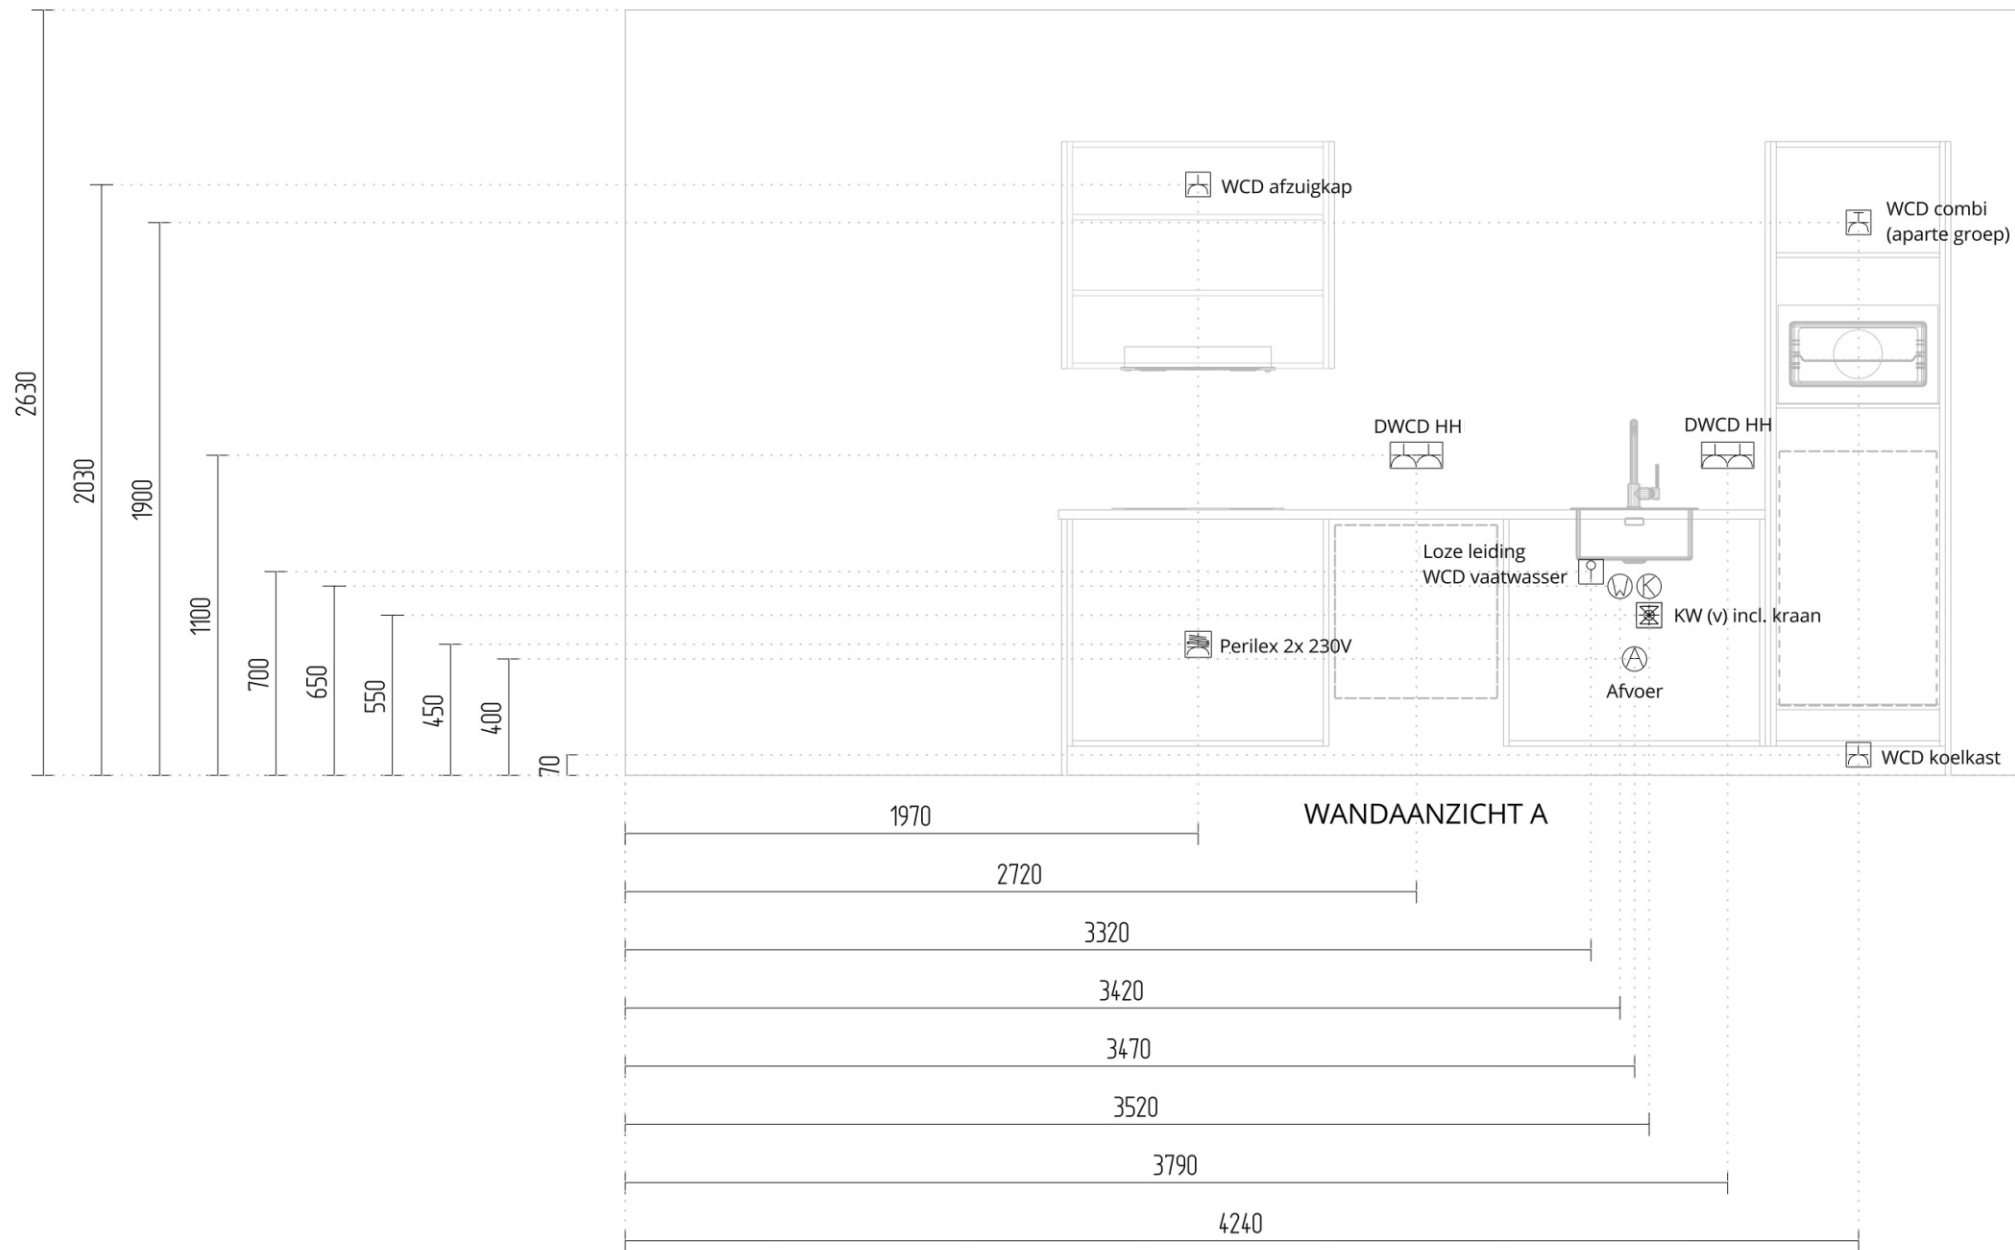 WCD afzuigkap
WCD combi
(aparte groep)
2630
2030
1900
DWCD HH
DWCD HH
1100
Loze leiding
WCD vaatwasser
W
K
KW (v) incl. kraan
700
650
550
450
400
Perilex 2x 230V
A
Afvoer
70
WCD koelkast
WANDAANZICHT A
1970
2720
3320
3420
3470
3520
3790
4240